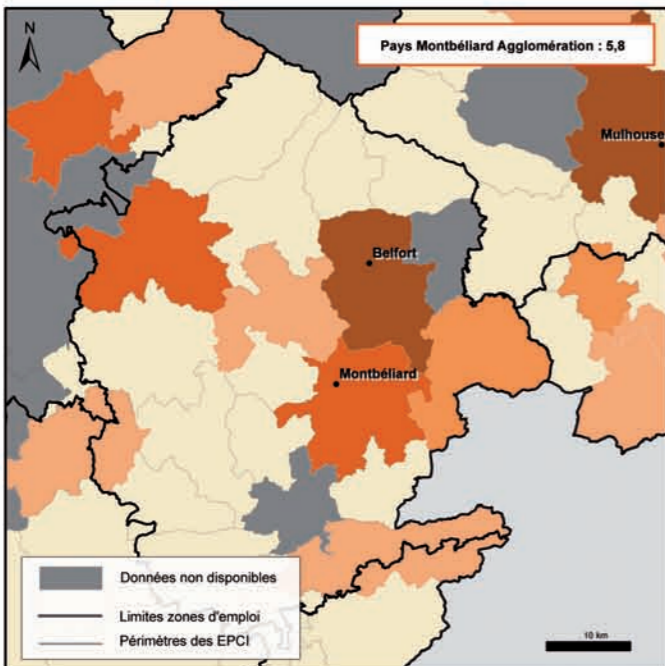 N
Pays Montbéliard Agglomération : 5,8
Mulhouse
Belfort
Montbéliard
Données non disponibles
Limites zones d'emploi
Périmètres des EPCI
10 km